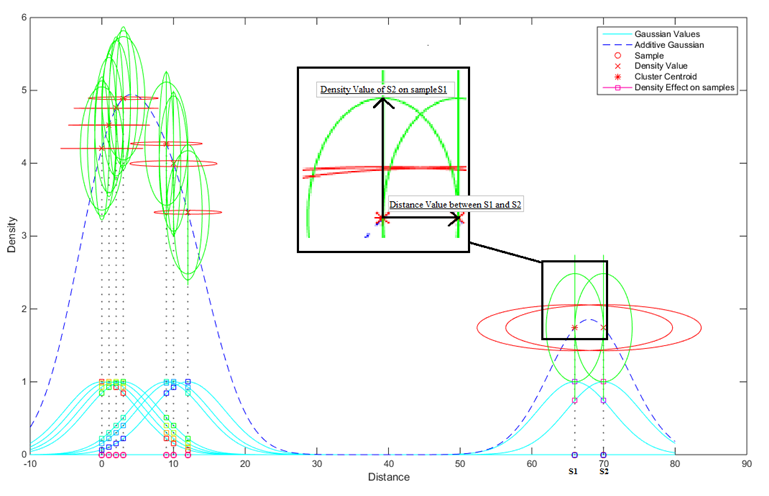 6
5
4
3
2
1
0
Density
-10 0 10 20 30 40 50 60 70 80 90
S1 S2
Distance
Gaussian Values
Additive Gaussian
Sample
Density Value
Cluster Centroid
Density Effect on samples
Density Value of S2 on sample S1
Distance Value between S1 and S2